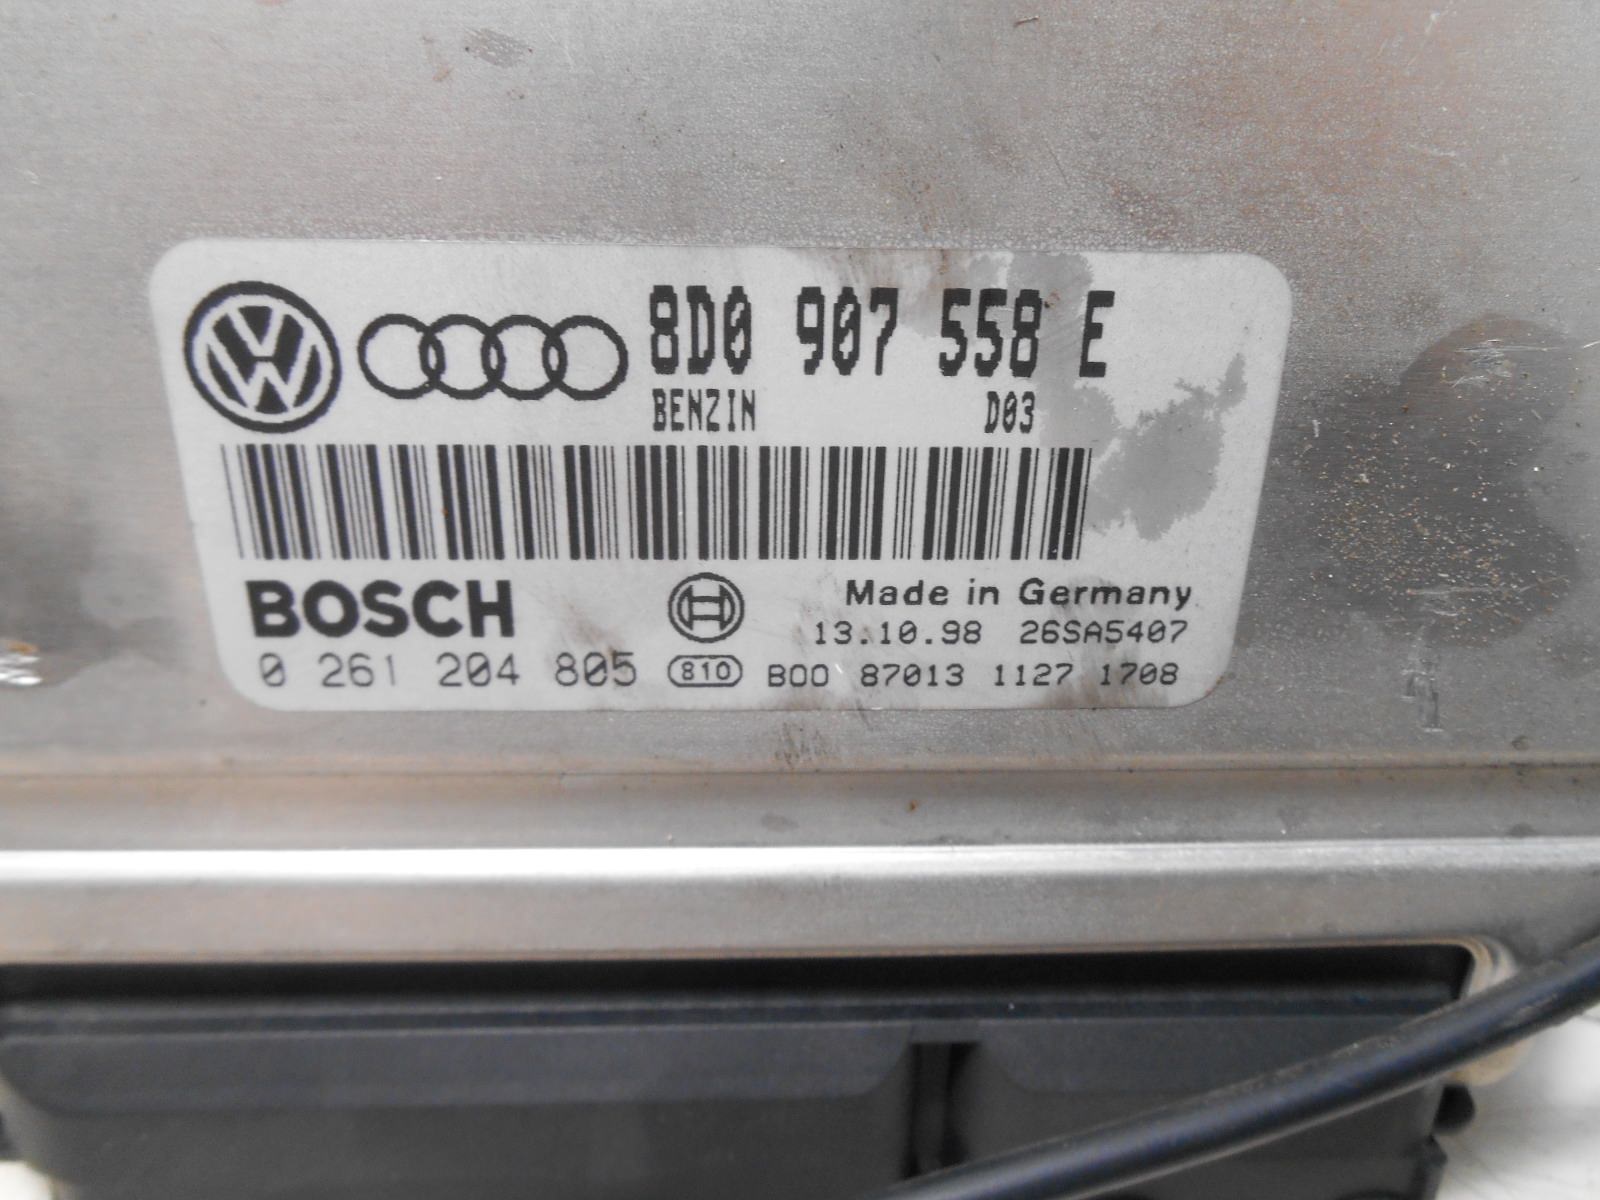 8D0 907 558 E
BENZIN D03
BOSCH
Made in Germany
13.10.98 26SA5407
0 261 204 805 810 B00 87013 1127 1708